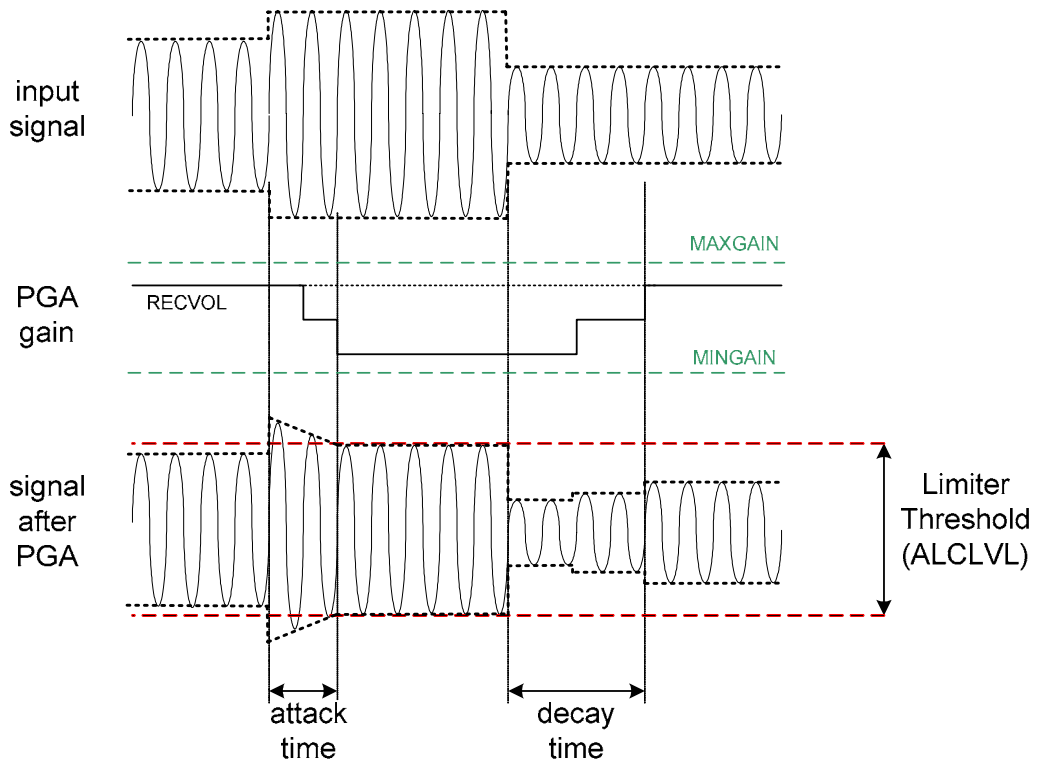 input
signal
MAXGAIN
PGA
gain
RECVOL
MINGAIN
signal
after
PGA
Limiter
Threshold
(ALCLVL)
attack
time
decay
time